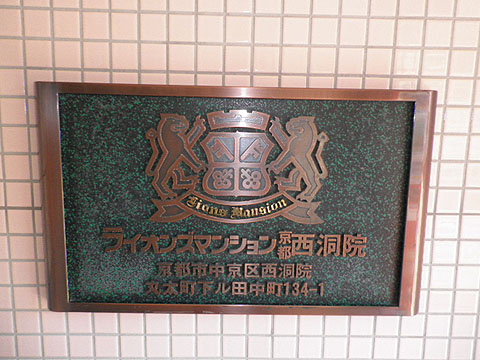 Lions Mansion
ライオンズマンション京都西洞院
京都市中京区西洞院
丸太町下ル田中町134-1